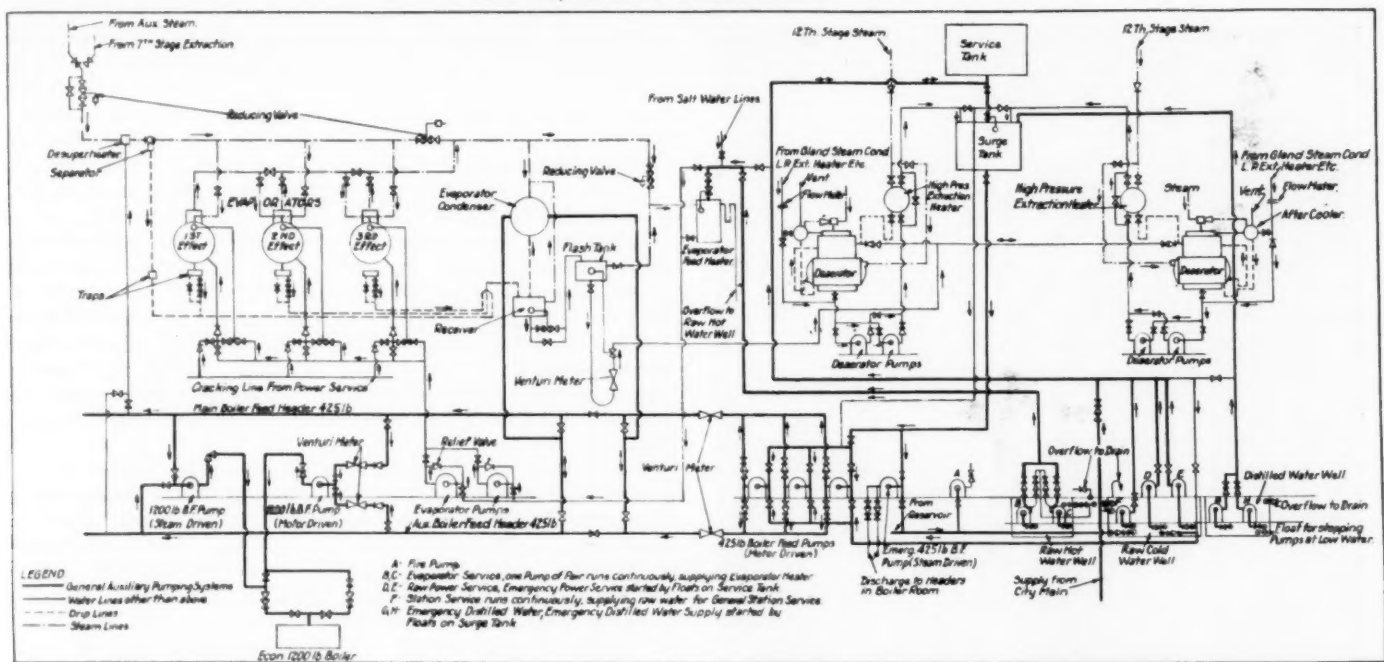 From Aux. Steam
From 7TH Stage Extraction
Reducing Valve
Desuperheater
Separator
EVAPORATORS
1 ST
Effect
2 ND
Effect
3 RD
Effect
Traps
Cracking Line From Power Service
Main Boiler Feed Header 425 lb
Evaporator
Condenser
Flash Tank
Receiver
Venturi Meter
Reducing Valve
From Salt Water Lines
Evaporator
Feed Heater
Overflow to
Raw Hot
Water Well
12 Th. Stage Steam
Service
Tank
Surge
Tank
12 Th. Stage Steam
From Gland Steam Cond
L.P. Ext. Heater Etc.
Vent
Flow Meter
High Pres
Extraction
Heater
Deaerator
Deaerator Pumps
High Pressure
Extraction Heater
Steam
From Gland Steam Cond
L.P. Ext. Heater Etc.
Vent
Flow Meter
After Cooler
Deaerator
Deaerator Pumps
Venturi Meter
1200 lb B.F. Pump
(Steam Driven)
1200 lb B.F. Pump
(Motor Driven)
Relief Valve
Evaporator Pumps
Aux. Boiler Feed Header 425 lb
Venturi Meter
425 lb Boiler Feed Pumps
(Motor Driven)
From
Reservoir
Emerg. 425 lb B.F.
Pump (Steam Driven)
Discharge to Headers
in Boiler Room
A
Overflow to Drain
D
E
Raw Hot
Water Well
Raw Cold
Water Well
Supply from
City Main
Distilled Water Well
Overflow to Drain
Float for stopping
Pumps at Low Water.
LEGEND
General Auxiliary Pumping Systems
Water Lines other than above
Drip Lines
Steam Lines
Econ 1200 lb Boiler
A- Fire Pump
B,C- Evaporator Service, one Pump of Pair runs continuously, supplying Evaporator Heater
D,E- Raw Power Service, Emergency Power Service started by Floats on Service Tank
F- Station Service runs continuously, supplying raw water for General Station Service
G,H- Emergency Distilled Water, Emergency Distilled Water Supply started by
Floats on Surge Tank